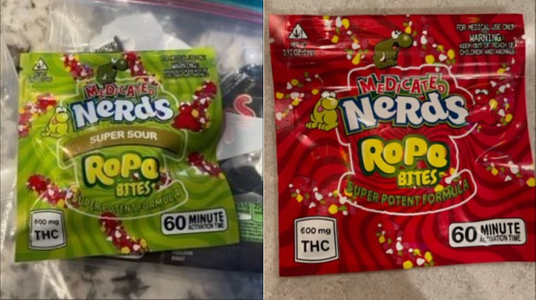 WARNING
MEDICATED
NERDS
SUPER SOUR
ROPE
BITES
SUPER POTENT FORMULA
600 mg
THC
60 MINUTE
ACTIVATION TIME
FOR MEDICAL USE ONLY
WARNING
KEEP OUT OF REACH OF
CHILDREN AND ANIMALS
MEDICATED
NERDS
ROPE
BITES
SUPER POTENT FORMULA
600 mg
THC
60 MINUTE
ACTIVATION TIME